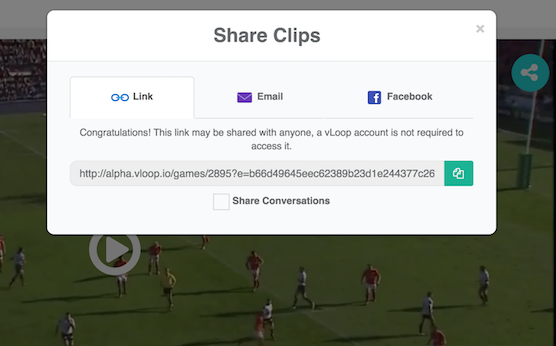 Share Clips
×
Link
Email
Facebook
Congratulations! This link may be shared with anyone, a vLoop account is not required to
access it.
http://alpha.vloop.io/games/2895?e=b66d49645eec62389b23d1e244377c26
Share Conversations